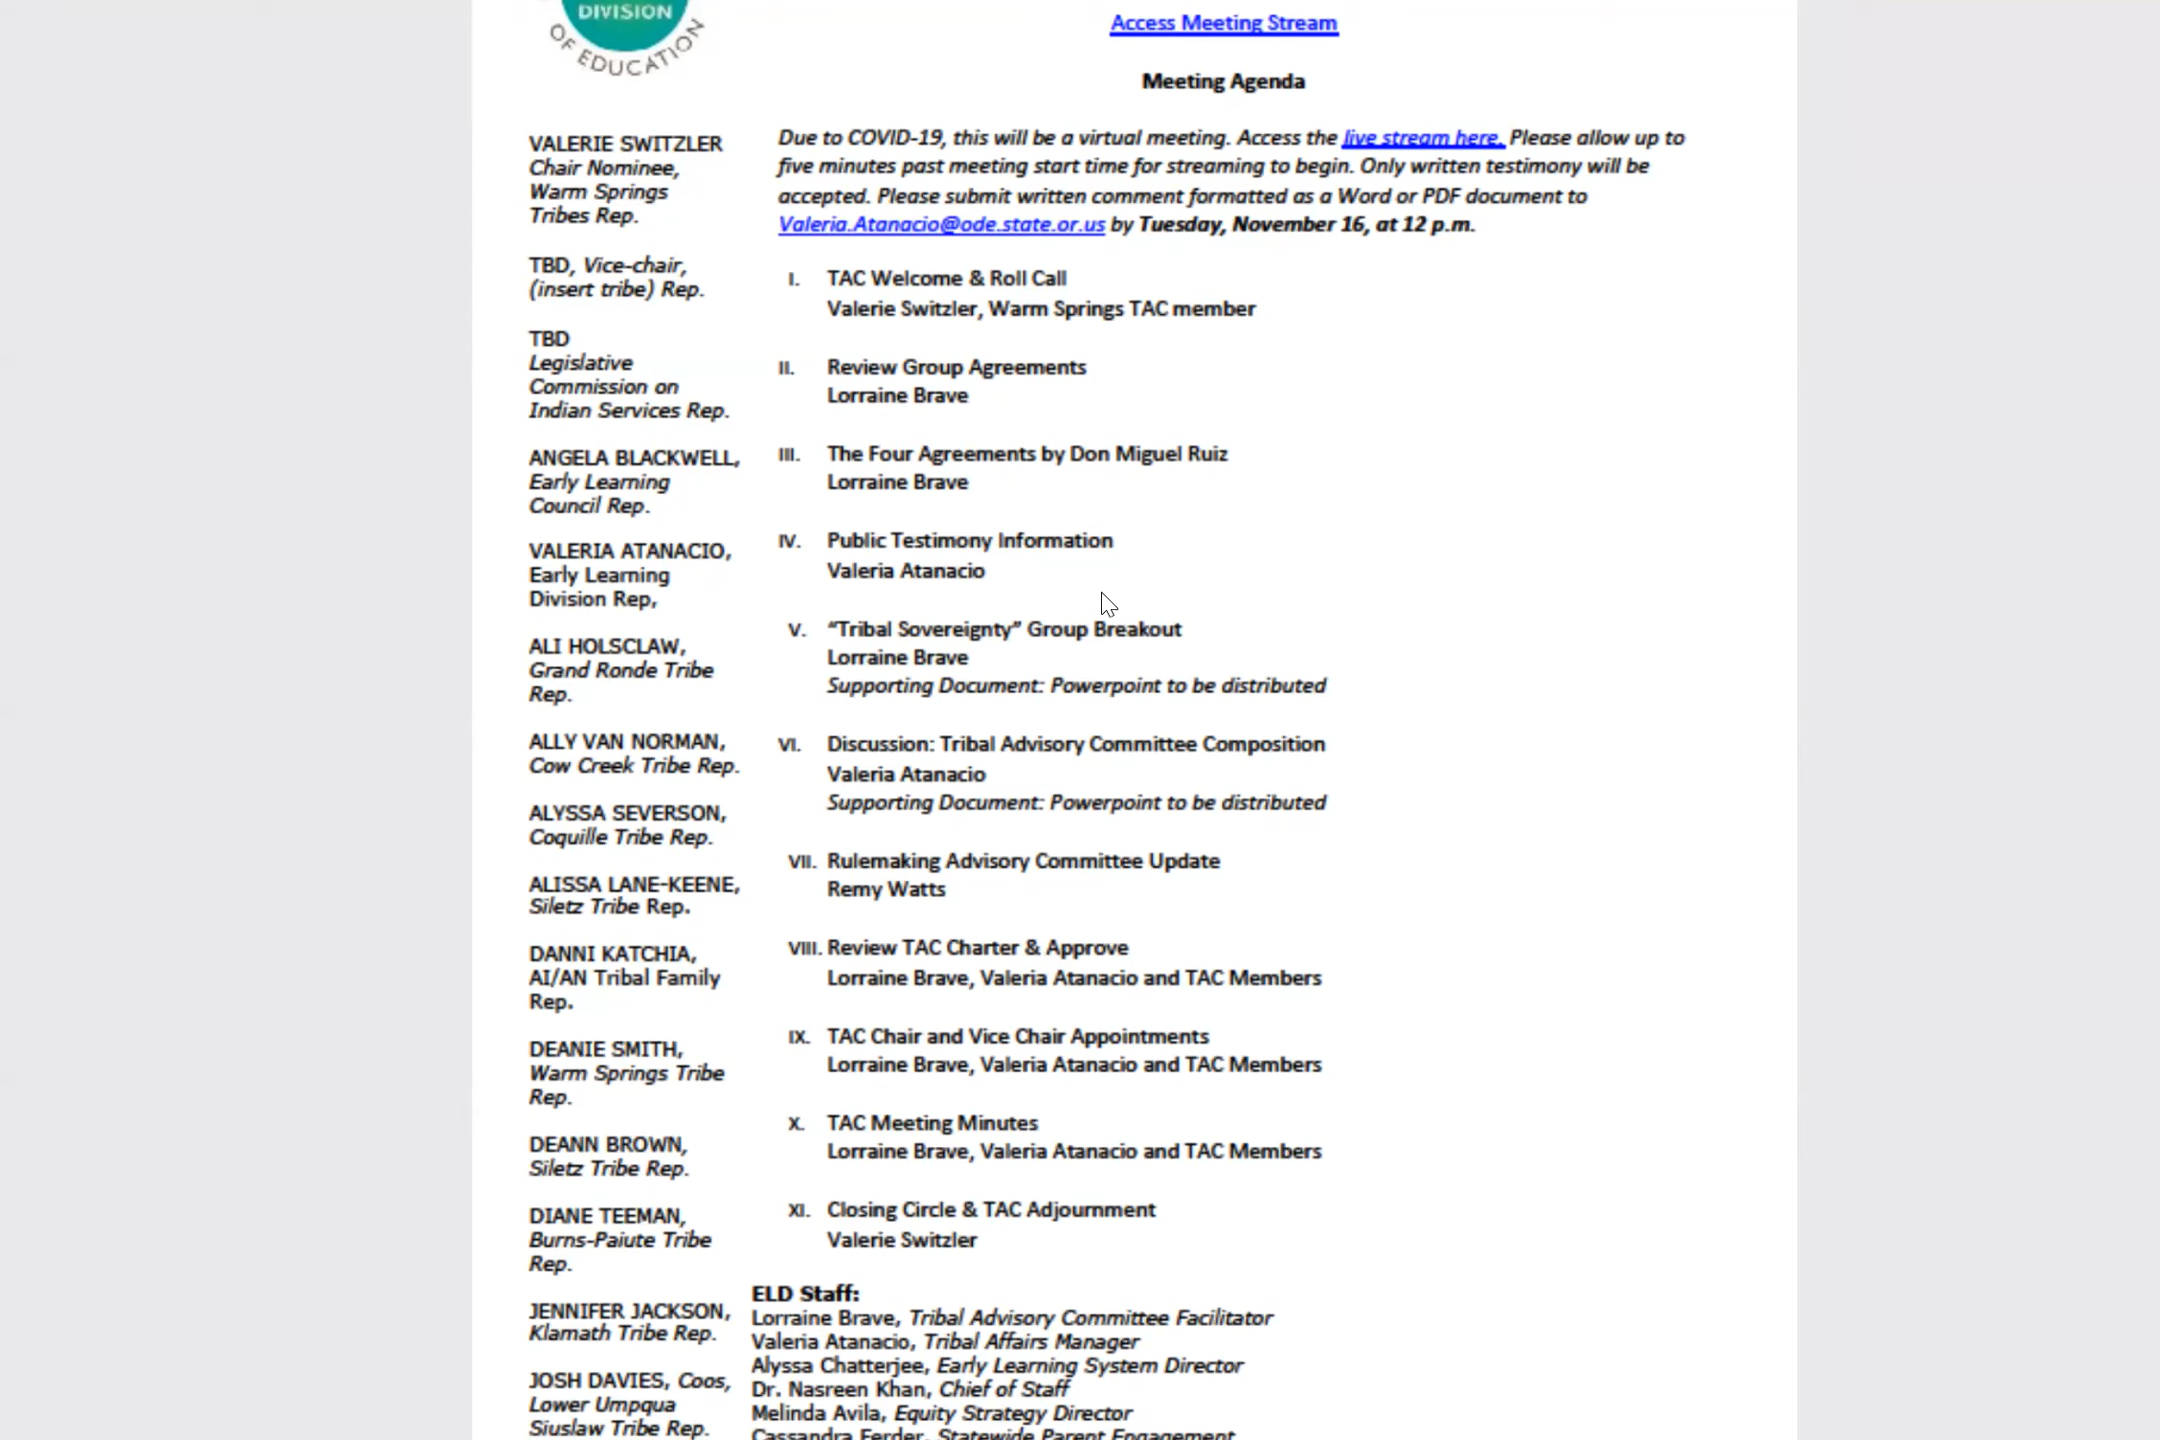 DIVISION
OF EDUCATION
Access Meeting Stream
Meeting Agenda
VALERIE SWITZLER
Chair Nominee,
Warm Springs
Tribes Rep.
TBD, Vice-chair,
(insert tribe) Rep.
TBD
Legislative
Commission on
Indian Services Rep.
ANGELA BLACKWELL,
Early Learning
Council Rep.
VALERIA ATANACIO,
Early Learning
Division Rep,
ALI HOLSCLAW,
Grand Ronde Tribe
Rep.
ALLY VAN NORMAN,
Cow Creek Tribe Rep.
ALYSSA SEVERSON,
Coquille Tribe Rep.
ALISSA LANE-KEENE,
Siletz Tribe Rep.
DANNI KATCHIA,
AI/AN Tribal Family
Rep.
DEANIE SMITH,
Warm Springs Tribe
Rep.
DEANN BROWN,
Siletz Tribe Rep.
DIANE TEEMAN,
Burns-Paiute Tribe
Rep.
JENNIFER JACKSON,
Klamath Tribe Rep.
JOSH DAVIES, Coos,
Lower Umpqua
Siuslaw Tribe Rep.
Due to COVID-19, this will be a virtual meeting. Access the live stream here. Please allow up to
five minutes past meeting start time for streaming to begin. Only written testimony will be
accepted. Please submit written comment formatted as a Word or PDF document to
Valeria.Atanacio@ode.state.or.us by Tuesday, November 16, at 12 p.m.
I. TAC Welcome & Roll Call
Valerie Switzler, Warm Springs TAC member
II. Review Group Agreements
Lorraine Brave
III. The Four Agreements by Don Miguel Ruiz
Lorraine Brave
IV. Public Testimony Information
Valeria Atanacio
V. “Tribal Sovereignty” Group Breakout
Lorraine Brave
Supporting Document: Powerpoint to be distributed
VI. Discussion: Tribal Advisory Committee Composition
Valeria Atanacio
Supporting Document: Powerpoint to be distributed
VII. Rulemaking Advisory Committee Update
Remy Watts
VIII. Review TAC Charter & Approve
Lorraine Brave, Valeria Atanacio and TAC Members
IX. TAC Chair and Vice Chair Appointments
Lorraine Brave, Valeria Atanacio and TAC Members
X. TAC Meeting Minutes
Lorraine Brave, Valeria Atanacio and TAC Members
XI. Closing Circle & TAC Adjournment
Valerie Switzler
ELD Staff:
Lorraine Brave, Tribal Advisory Committee Facilitator
Valeria Atanacio, Tribal Affairs Manager
Alyssa Chatterjee, Early Learning System Director
Dr. Nasreen Khan, Chief of Staff
Melinda Avila, Equity Strategy Director
Cassandra Ferder, Statewide Parent Engagement